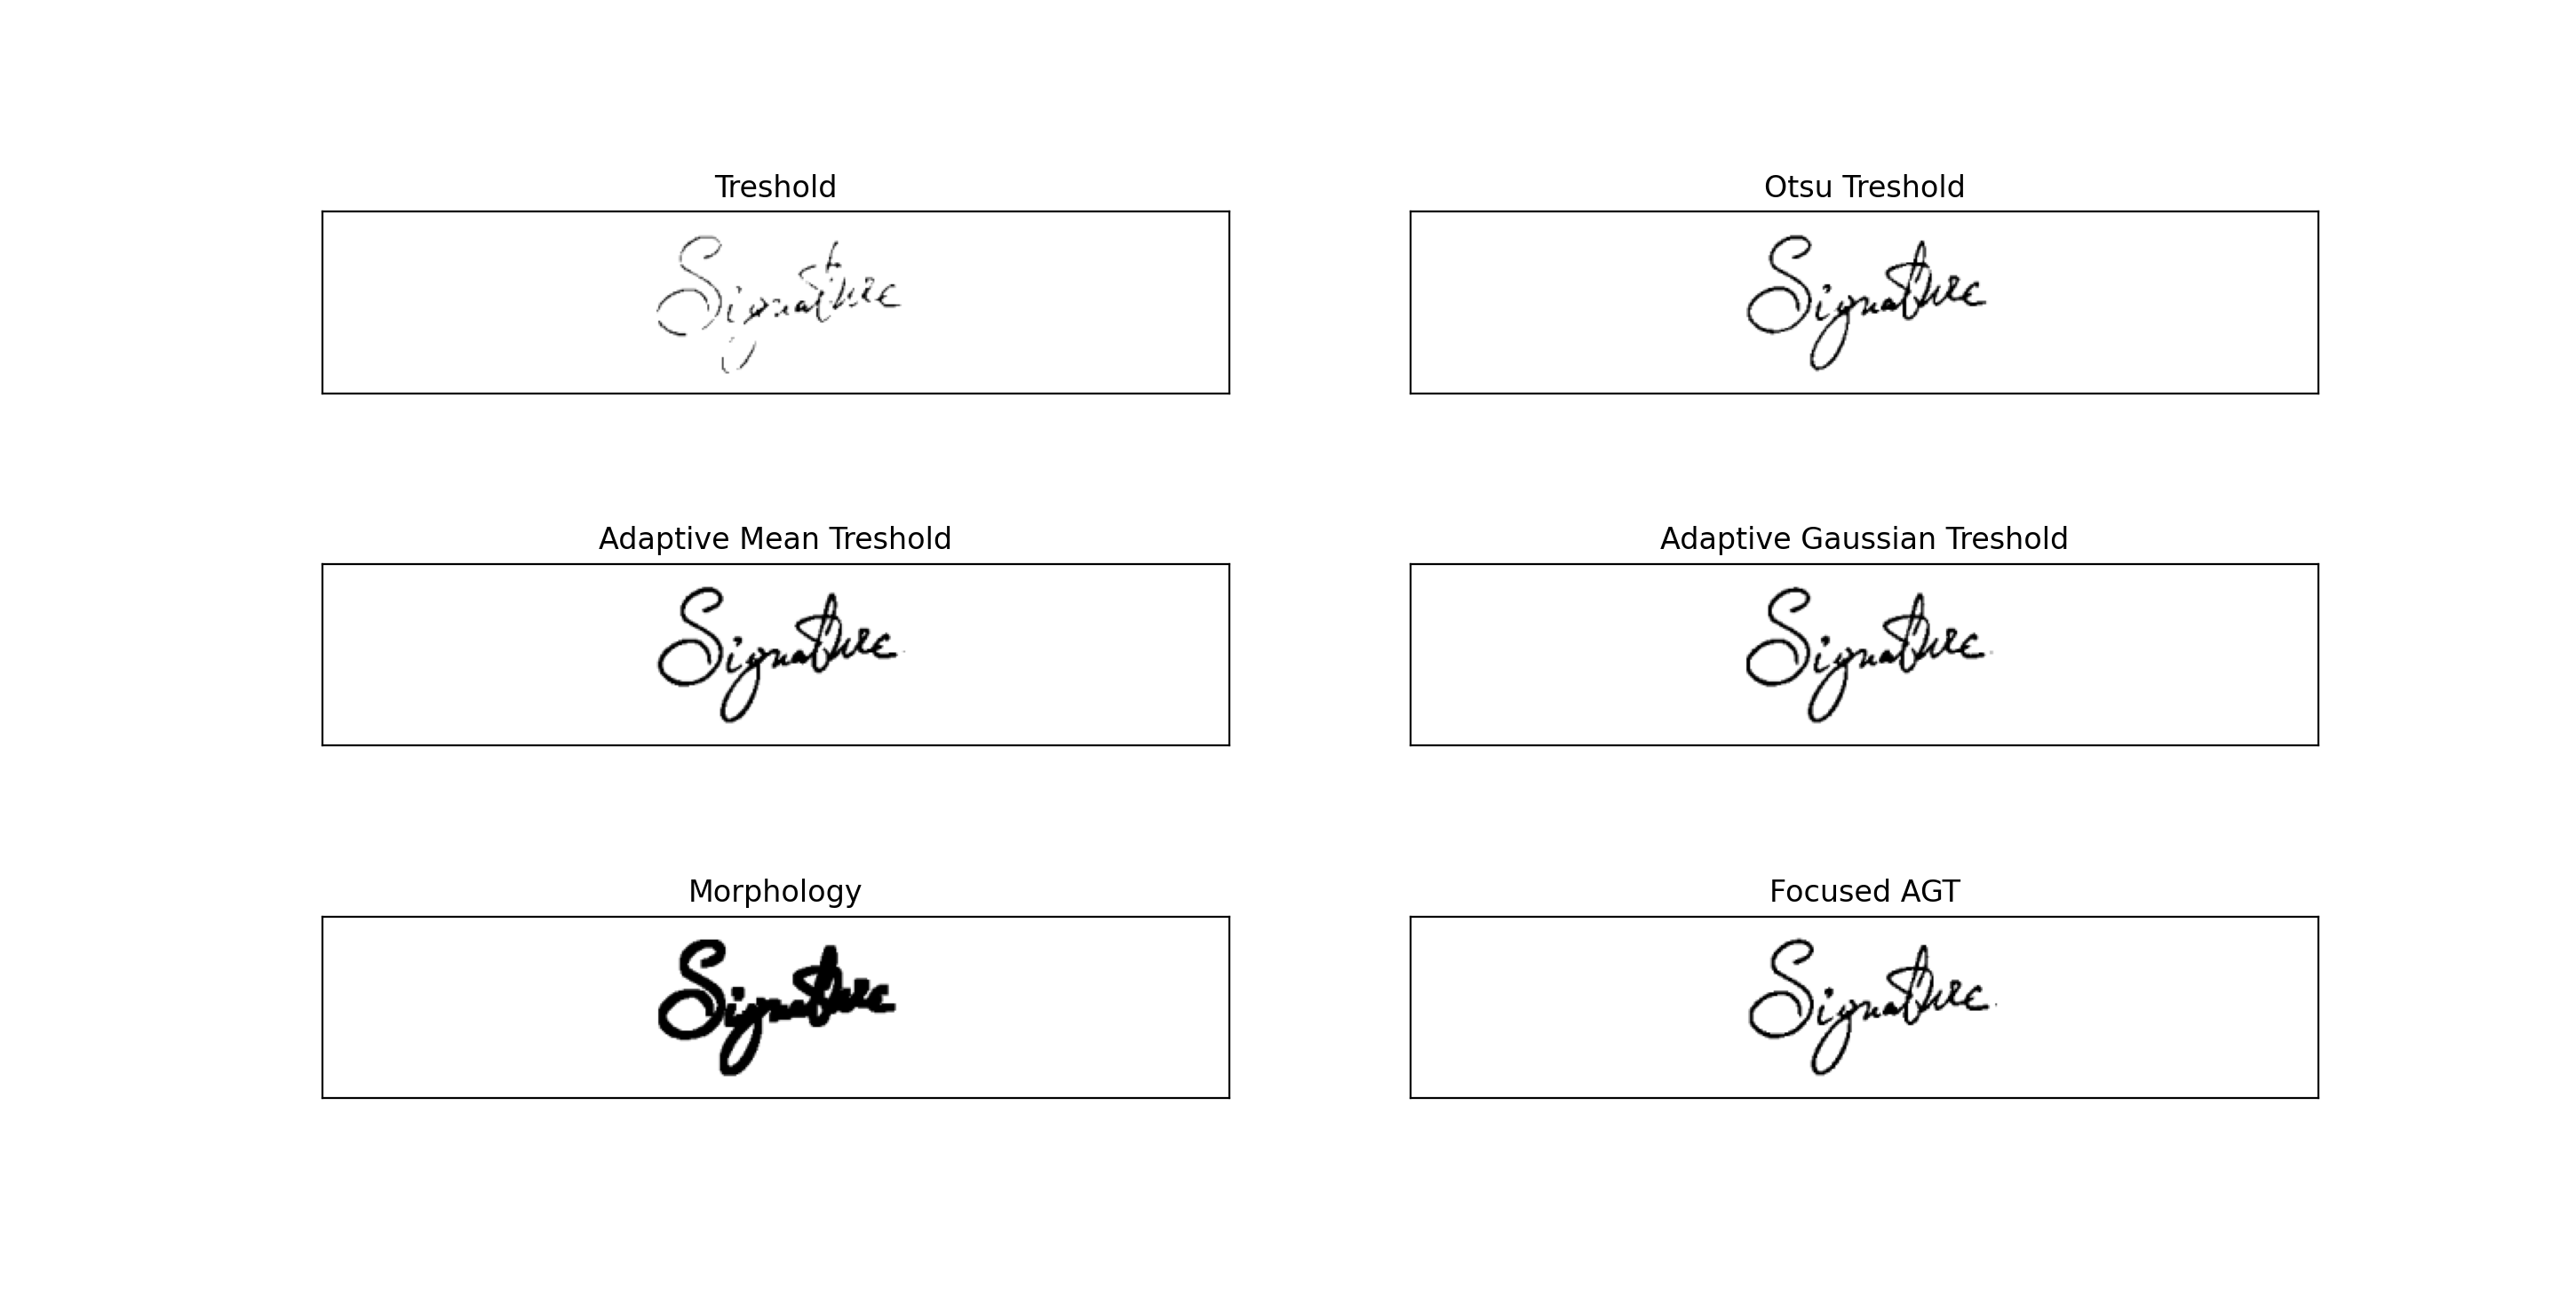 Treshold
Signature
Otsu Treshold
Signature
Adaptive Mean Treshold
Signature
Adaptive Gaussian Treshold
Signature
Morphology
Signature
Focused AGT
Signature